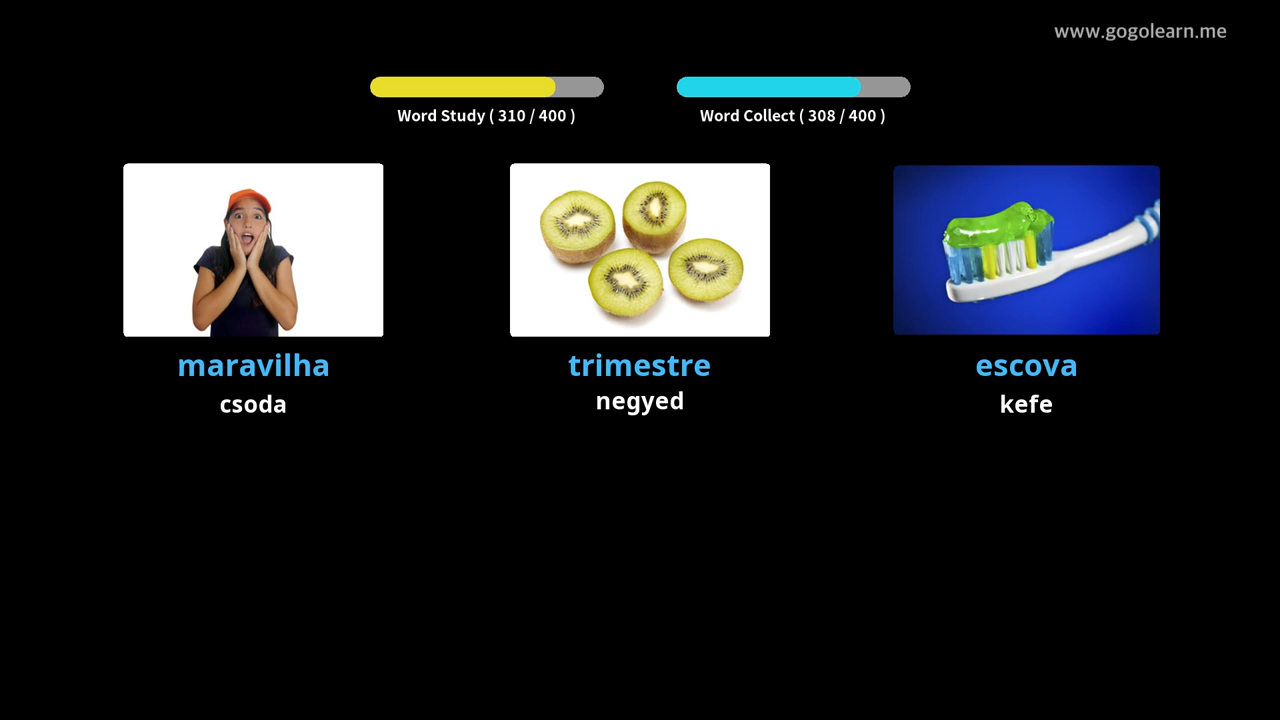 www.gogolearn.me
Word Study ( 310 / 400 )
Word Collect ( 308 / 400 )
maravilha
csoda
trimestre
negyed
escova
kefe